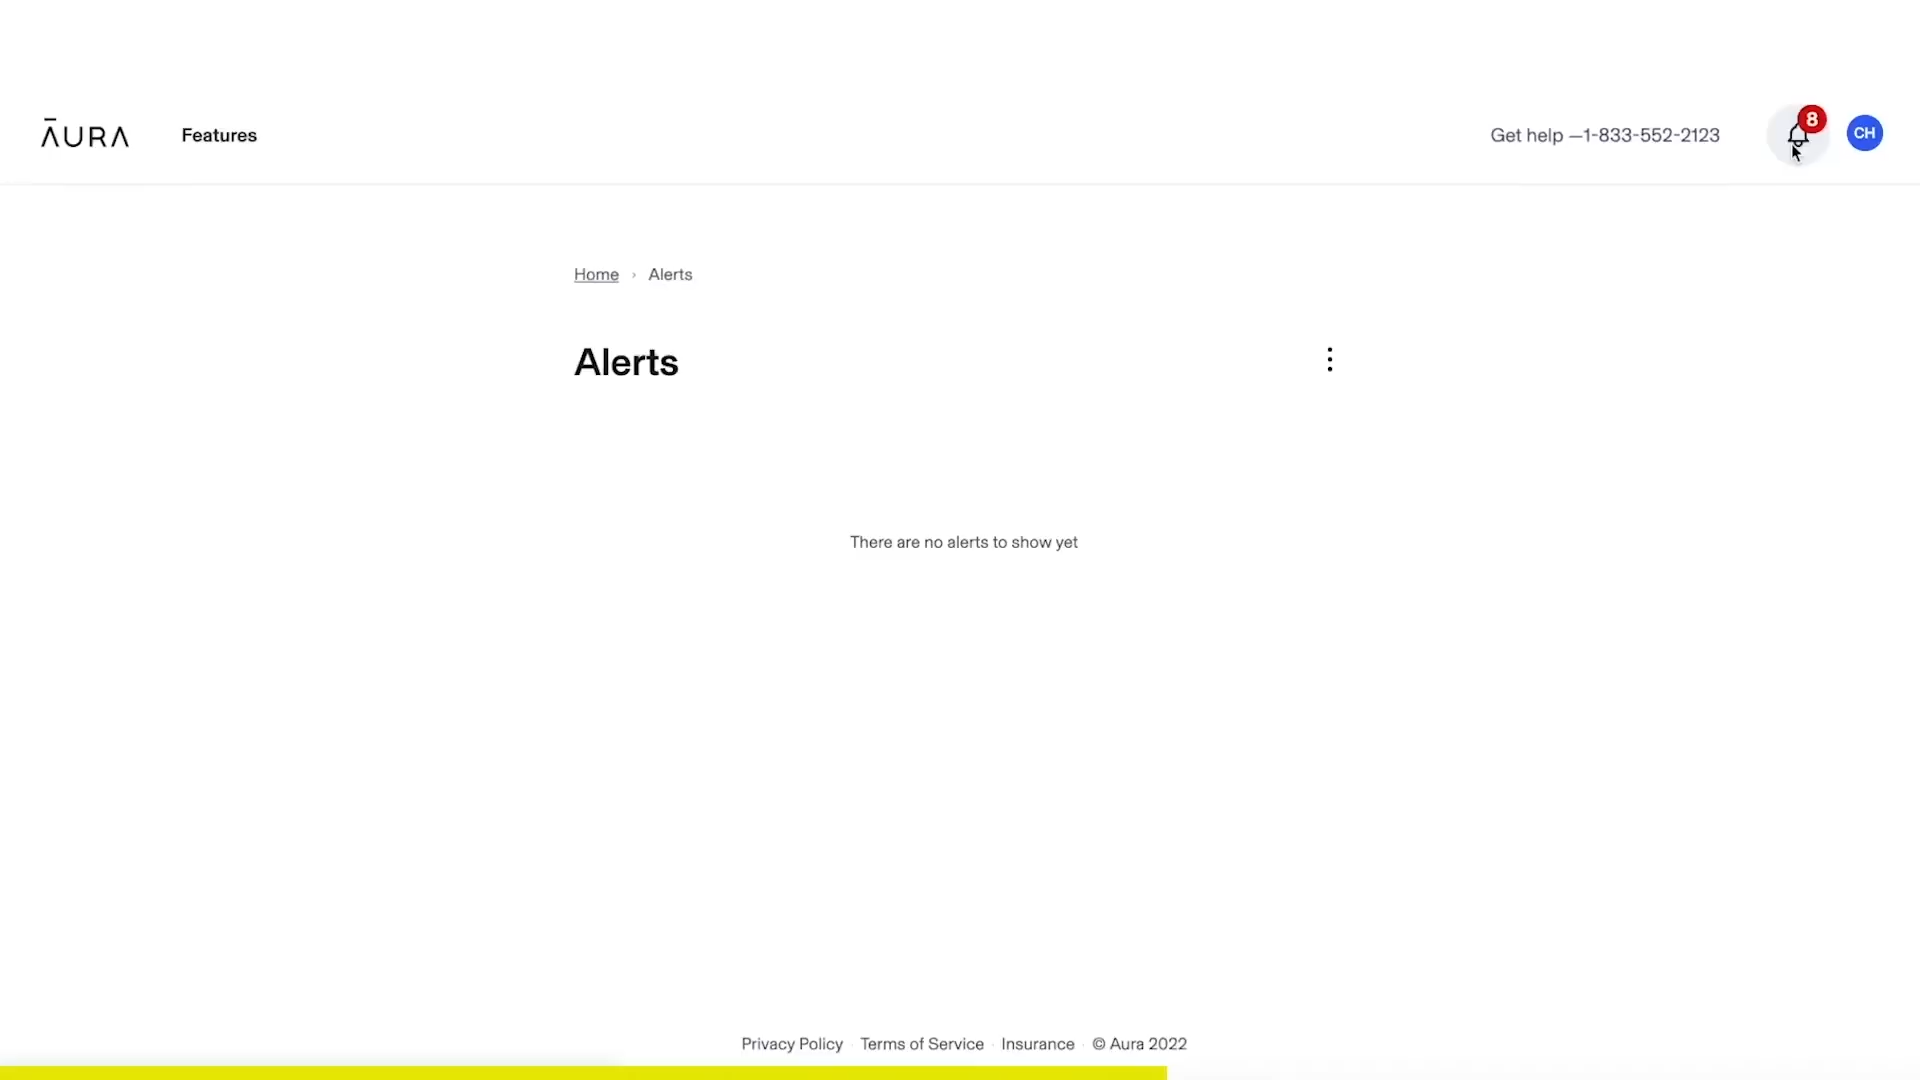 ĀURA
Features
Get help —1-833-552-2123
8
CH
Home › Alerts
Alerts
There are no alerts to show yet
Privacy Policy · Terms of Service · Insurance · © Aura 2022